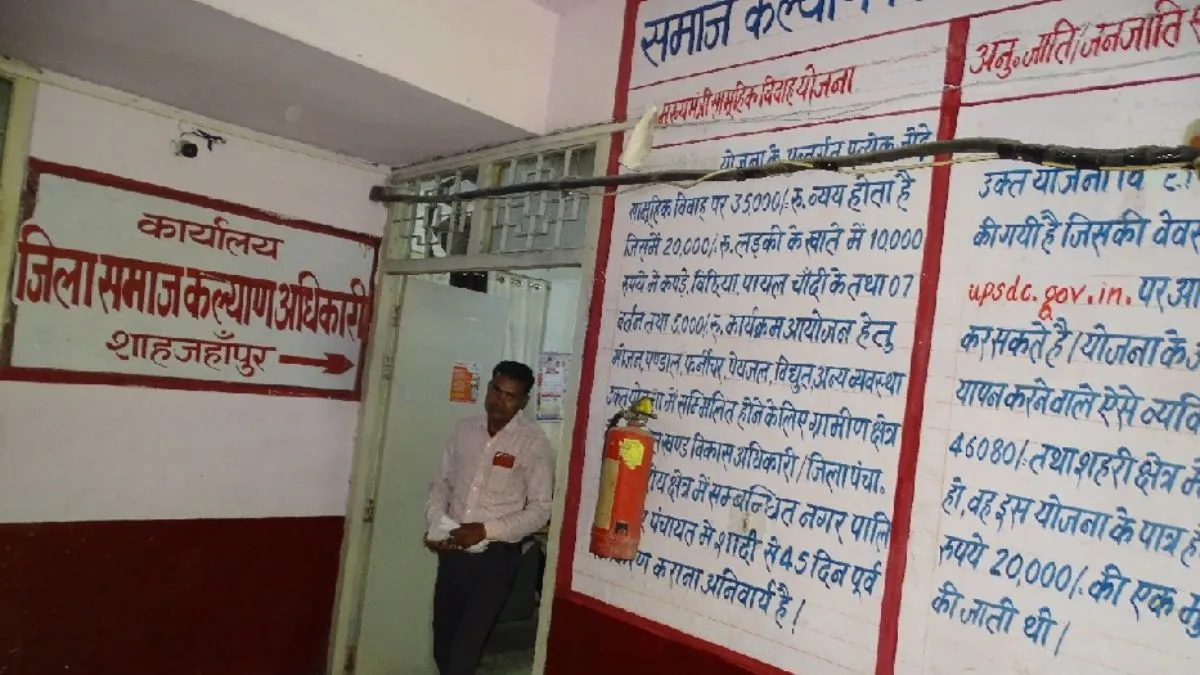 कार्यालय
जिला समाज कल्याण अधिकारी
शाहजहाँपुर
समाज कल्याण
मुख्यमंत्री सामूहिक विवाह योजना
योजना के अन्तर्गत प्रत्येक जोड़े
सामूहिक विवाह पर 35,000/- रु. व्यय होता है
जिसमें 20,000/- रु. लड़की के खाते में 10,000
रुपये में कपड़े, बिछिया, पायल चाँदी के तथा 07
बर्तन तथा 5,000/- रु. कार्यक्रम आयोजन हेतु
भोजन, पण्डाल, फर्नीचर, पेयजल, विद्युत, अन्य व्यवस्था
उक्त योजना में सम्मिलित होने के लिए ग्रामीण क्षेत्र
खण्ड विकास अधिकारी / जिला पंचा.
क्षेत्र में सम्बन्धित नगर पालि
पंचायत में शादी से 45 दिन पूर्व
कराना अनिवार्य है।
अनु. जाति/जनजाति
उक्त योजना
की गयी है जिसकी वेवस
upsdc.gov.in. पर आ
कर सकते है। योजना के
यापन करने वाले ऐसे व्यक्ति
46080/- तथा शहरी क्षेत्र में
हो, वह इस योजना के पात्र
रुपये 20,000/- की एक मु
की जाती थी।